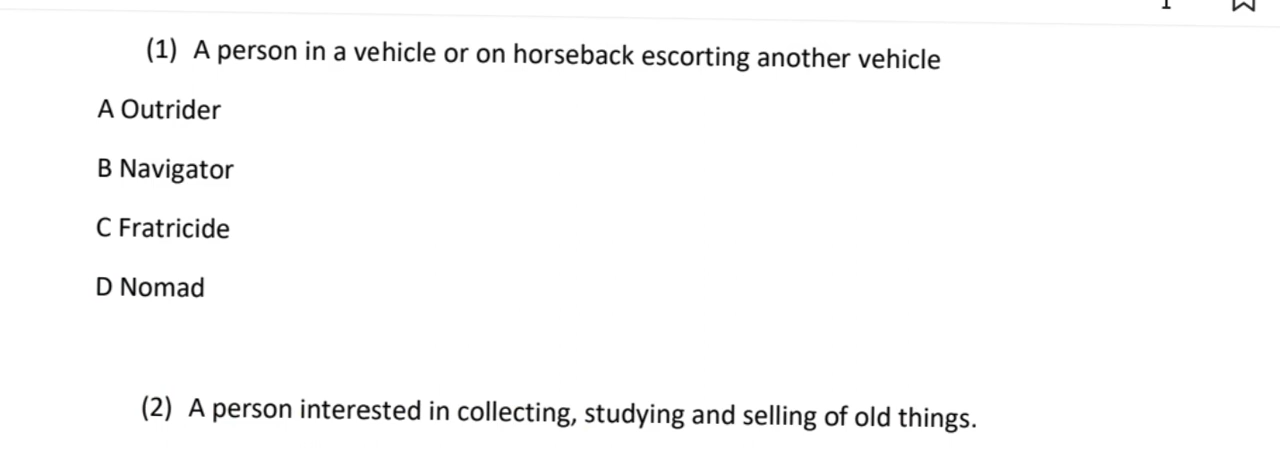 1
(1) A person in a vehicle or on horseback escorting another vehicle
A Outrider
B Navigator
C Fratricide
D Nomad
(2) A person interested in collecting, studying and selling of old things.